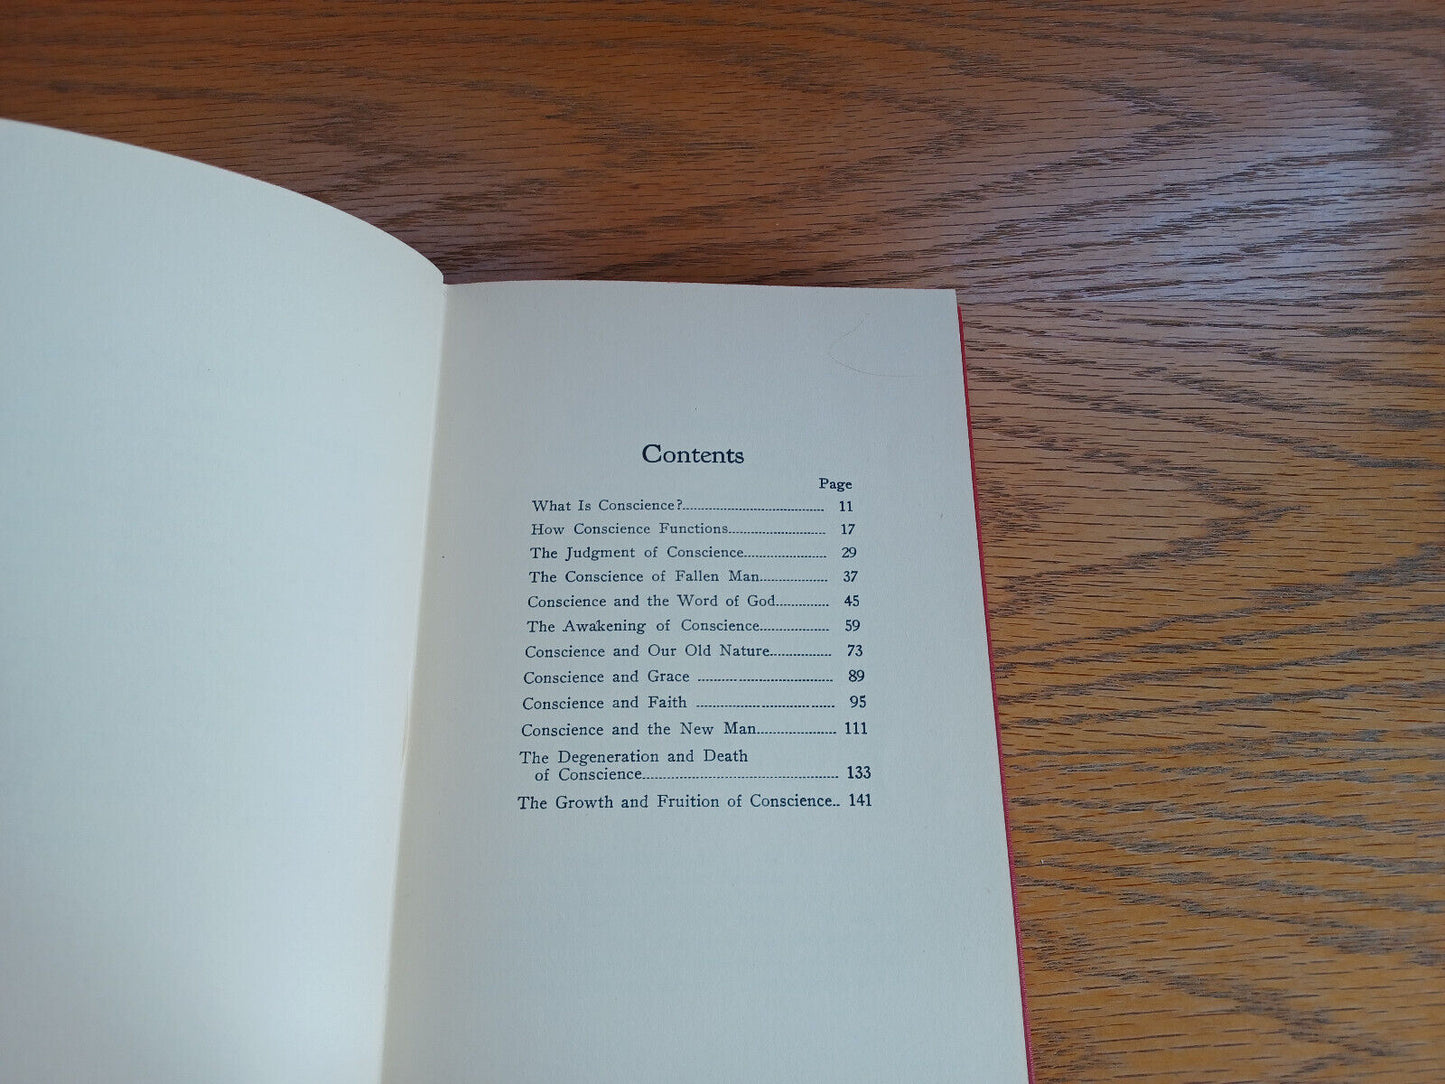 Contents
Page
What Is Conscience?........................................ 11
How Conscience Functions............................ 17
The Judgment of Conscience........................ 29
The Conscience of Fallen Man.................... 37
Conscience and the Word of God............... 45
The Awakening of Conscience.................... 59
Conscience and Our Old Nature................. 73
Conscience and Grace ...................................... 89
Conscience and Faith ....................................... 95
Conscience and the New Man...................... 111
The Degeneration and Death
of Conscience....................................................... 133
The Growth and Fruition of Conscience.. 141